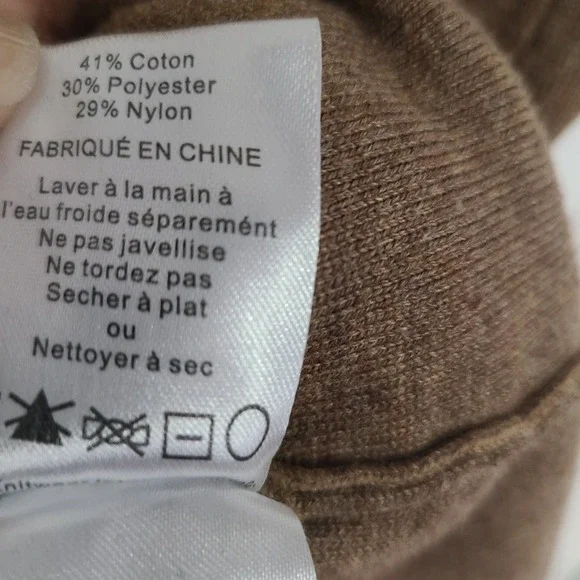 41% Coton
30% Polyester
29% Nylon
FABRIQUÉ EN CHINE
Laver à la main à
l'eau froide séparemént
Ne pas javellise
Ne tordez pas
Secher à plat
ou
Nettoyer à sec